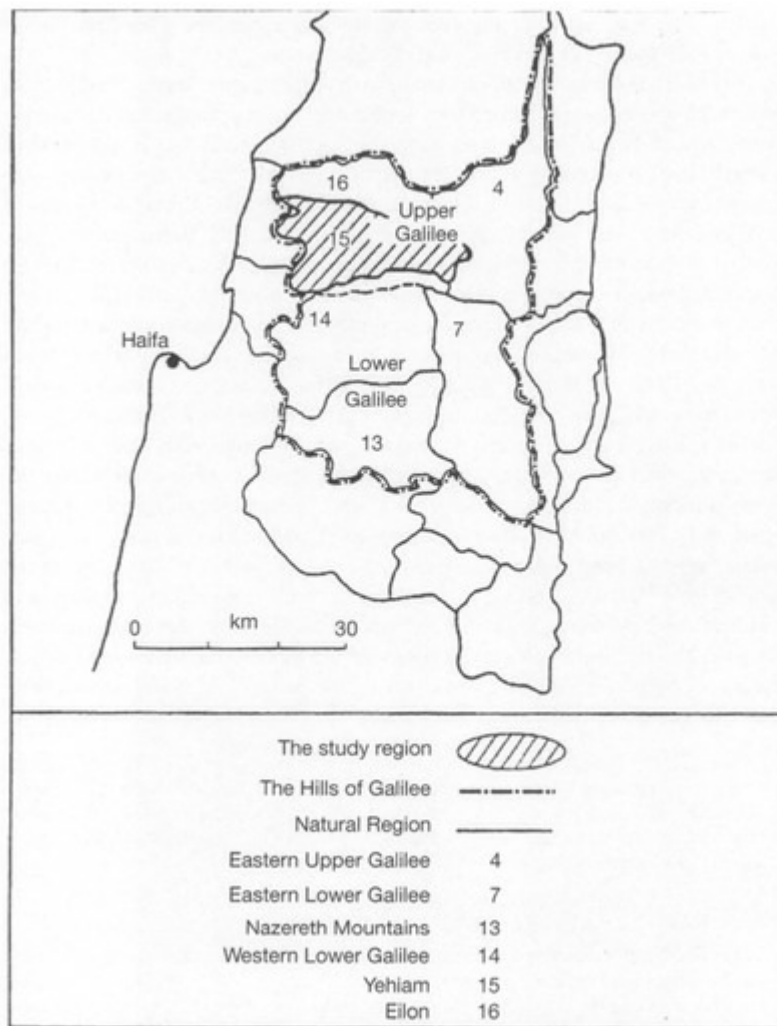 16
4
Upper
Galilee
15
14
7
Haifa
Lower
Galilee
13
km
0 30
The study region
The Hills of Galilee
Natural Region
Eastern Upper Galilee 4
Eastern Lower Galilee 7
Nazereth Mountains 13
Western Lower Galilee 14
Yehiam 15
Eilon 16